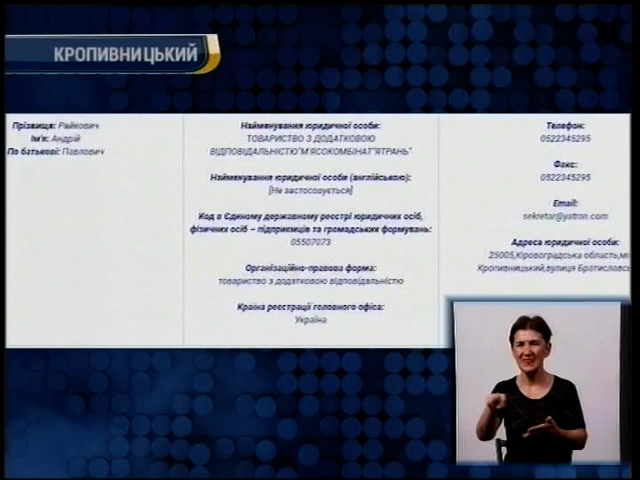 КРОПИВНИЦЬКИЙ
Прізвище: Райкович
Ім'я: Андрій
По батькові: Павлович
Найменування юридичної особи:
ТОВАРИСТВО З ДОДАТКОВОЮ
ВІДПОВІДАЛЬНІСТЮ"М'ЯСОКОМБІНАТ"ЯТРАНЬ"
Найменування юридичної особи (англійською):
[Не застосовується]
Код в Єдиному державному реєстрі юридичних осіб,
фізичних осіб – підприємців та громадських формувань:
05507073
Організаційно-правова форма:
товариство з додатковою відповідальністю
Країна реєстрації головного офіса:
Україна
Телефон:
0522345295
Факс:
0522345295
Email:
sekretar@yatran.com
Адреса юридичної особи:
25005,Кіровоградська область,мі
Кропивницький,вулиця Братиславсь